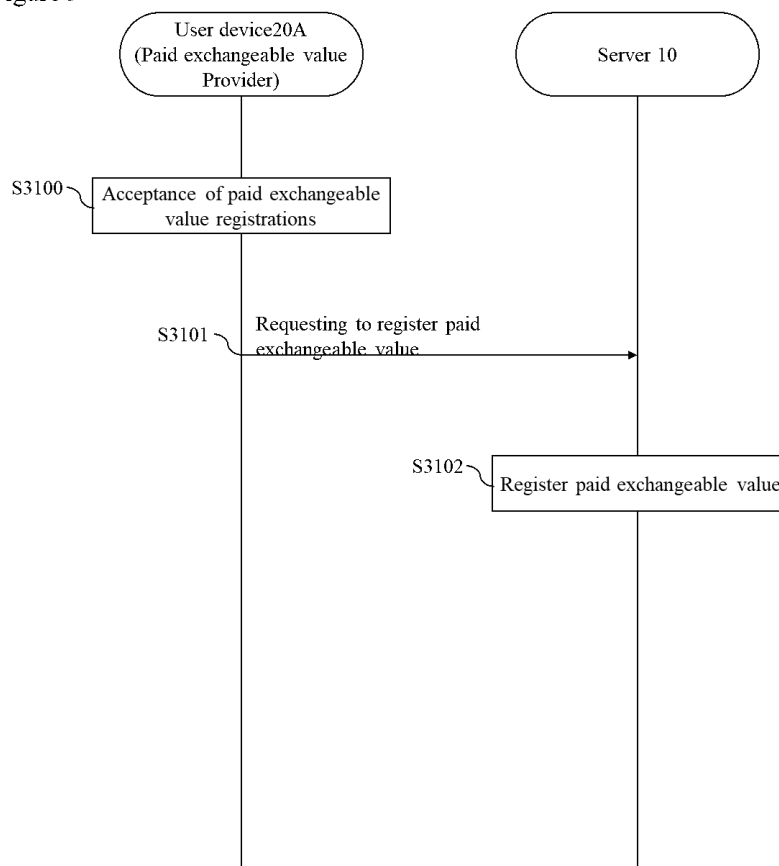 User device20A
(Paid exchangeable value
Provider)
Server 10
S3100
Acceptance of paid exchangeable
value registrations
S3101
Requesting to register paid
exchangeable value
S3102
Register paid exchangeable value